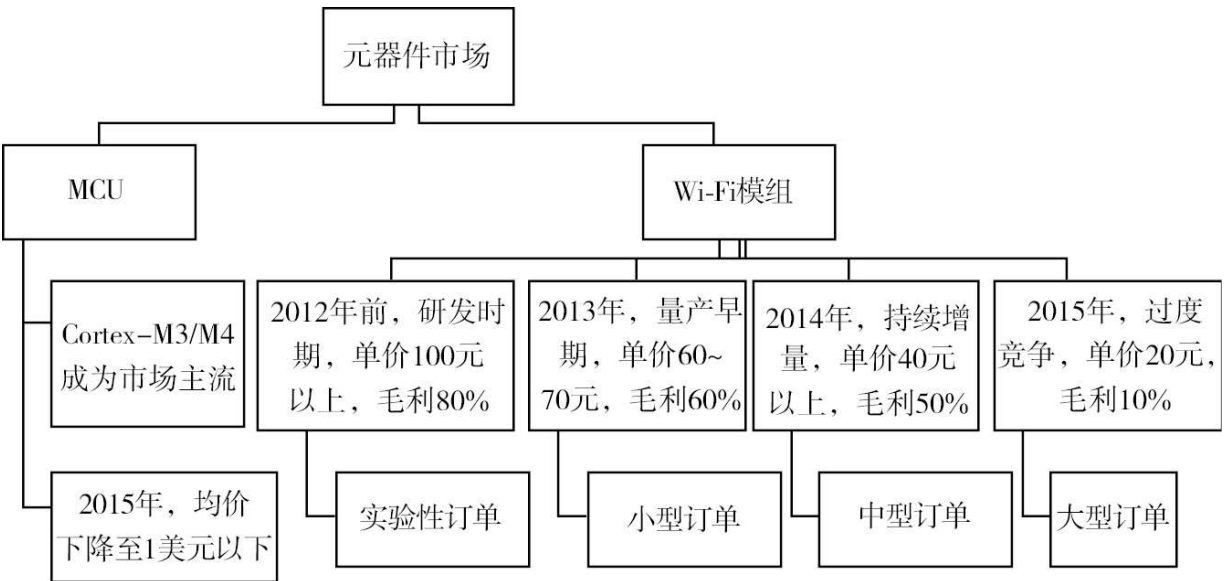 元器件市场
MCU
Wi-Fi模组
Cortex-M3/M4
成为市场主流
2012年前，研发时
期，单价100元
以上，毛利80%
2013年，量产早
期，单价60~
70元，毛利60%
2014年，持续增
量，单价40元
以上，毛利50%
2015年，过度
竞争，单价20元，
毛利10%
2015年，均价
下降至1美元以下
实验性订单
小型订单
中型订单
大型订单